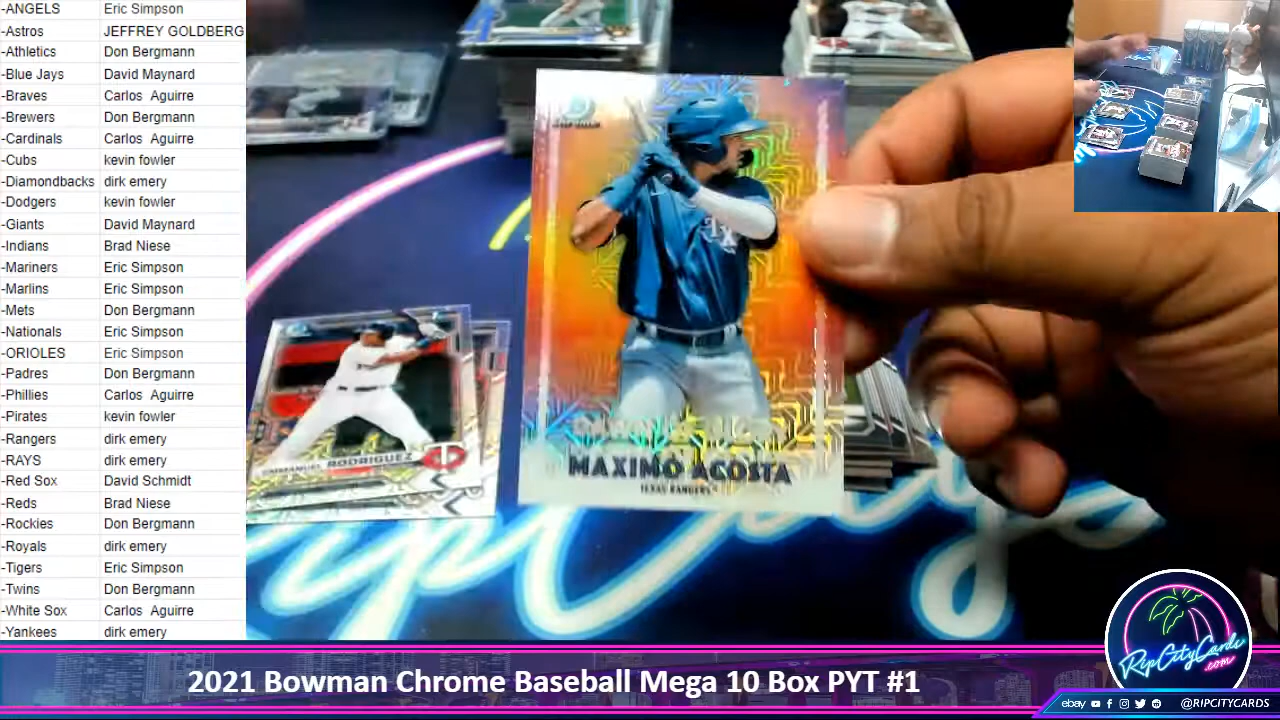 -ANGELS Eric Simpson
-Astros JEFFREY GOLDBERG
-Athletics Don Bergmann
-Blue Jays David Maynard
-Braves Carlos Aguirre
-Brewers Don Bergmann
-Cardinals Carlos Aguirre
-Cubs kevin fowler
-Diamondbacks dirk emery
-Dodgers kevin fowler
-Giants David Maynard
-Indians Brad Niese
-Mariners Eric Simpson
-Marlins Eric Simpson
-Mets Don Bergmann
-Nationals Eric Simpson
-ORIOLES Eric Simpson
-Padres Don Bergmann
-Phillies Carlos Aguirre
-Pirates kevin fowler
-Rangers dirk emery
-RAYS dirk emery
-Red Sox David Schmidt
-Reds Brad Niese
-Rockies Don Bergmann
-Royals dirk emery
-Tigers Eric Simpson
-Twins Don Bergmann
-White Sox Carlos Aguirre
-Yankees dirk emery
RODRIGUEZ
MAXIMO ACOSTA
TEXAS RANGERS
RipCityCards
.com
2021 Bowman Chrome Baseball Mega 10 Box PYT #1
ebay @RIPCITYCARDS